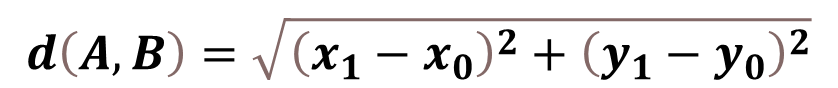 d(A, B) = √(x₁ − x₀)² + (y₁ − y₀)²